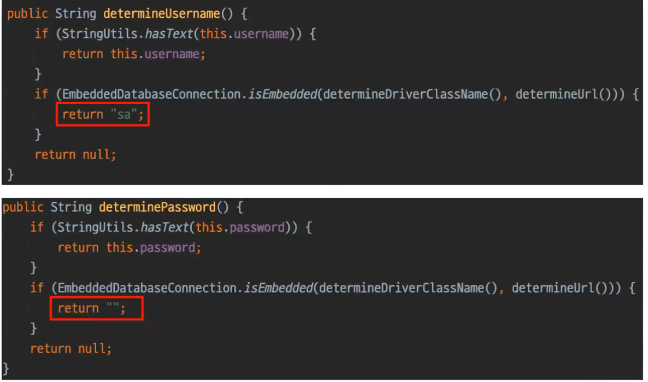 public String determineUsername() {
if (StringUtils.hasText(this.username)) {
return this.username;
}
if (EmbeddedDatabaseConnection.isEmbedded(determineDriverClassName(), determineUrl())) {
return "sa";
}
return null;
}
public String determinePassword() {
if (StringUtils.hasText(this.password)) {
return this.password;
}
if (EmbeddedDatabaseConnection.isEmbedded(determineDriverClassName(), determineUrl())) {
return "";
}
return null;
}